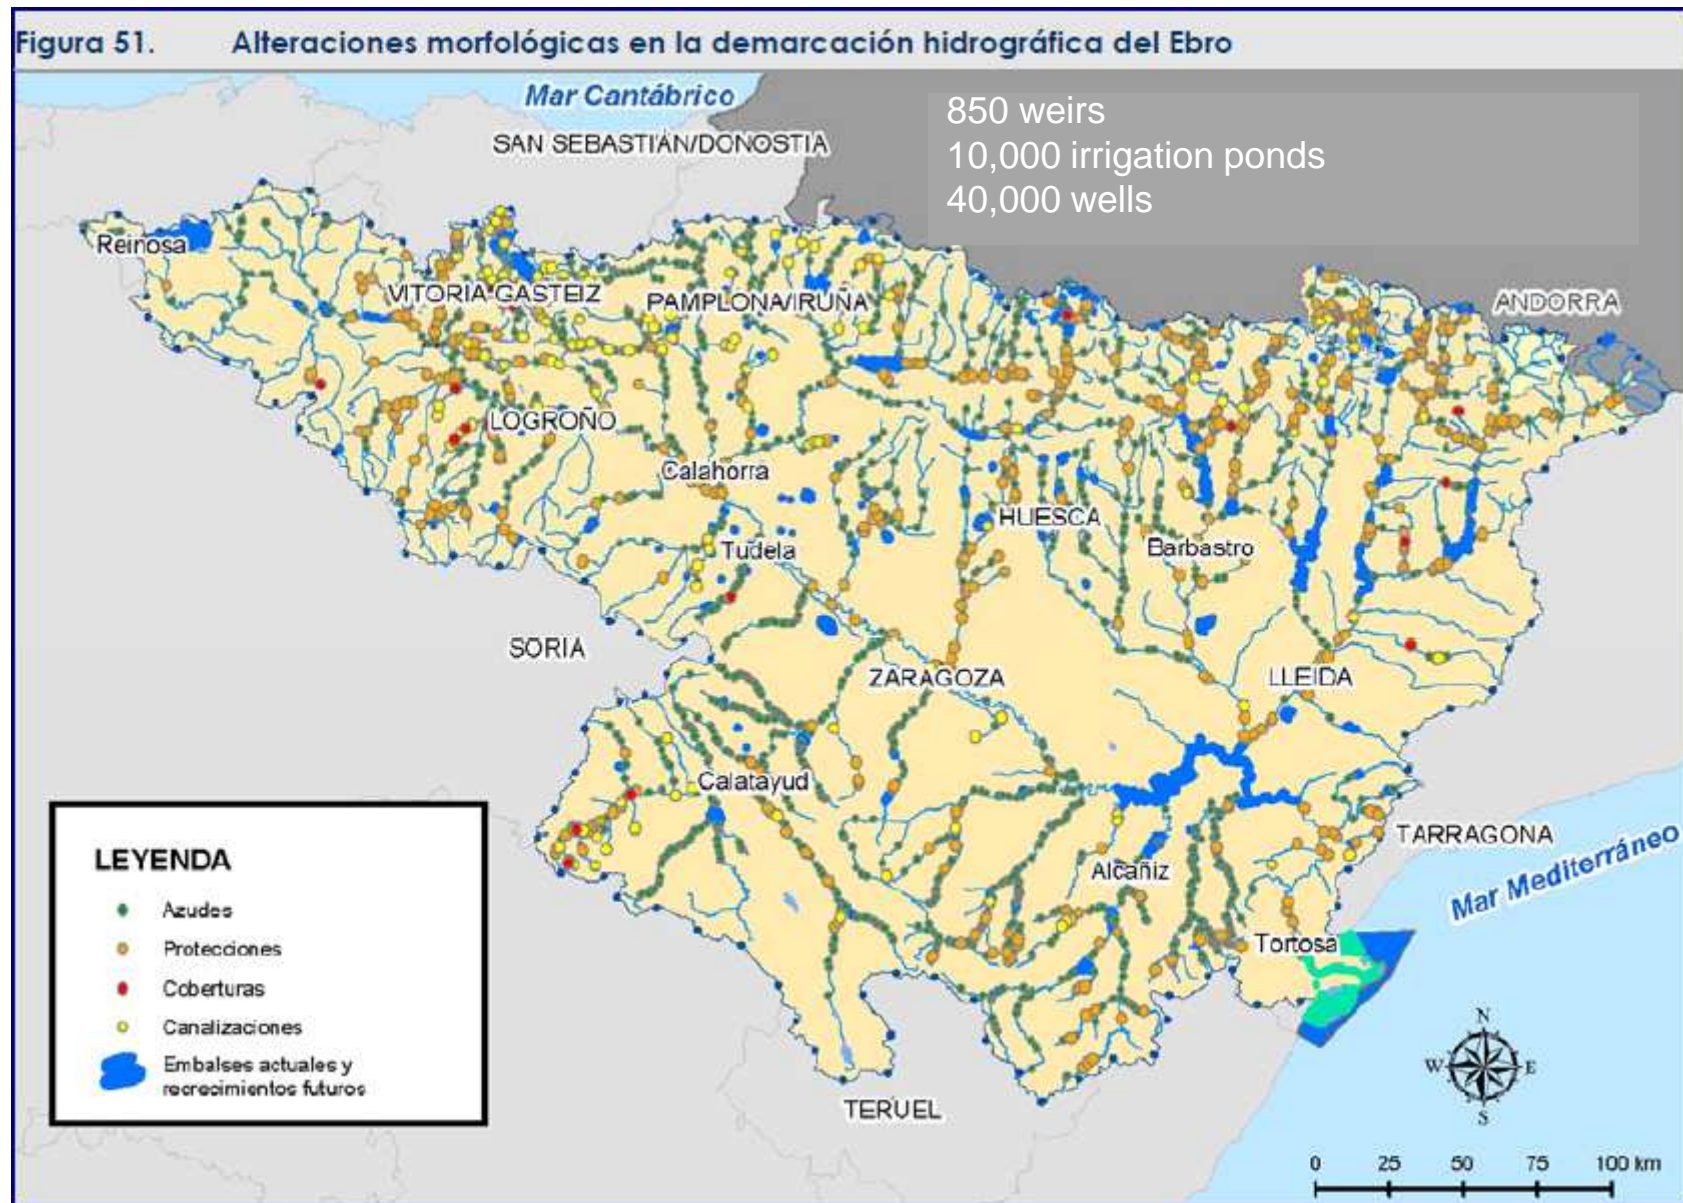 Figura 51. Alteraciones morfológicas en la demarcación hidrográfica del Ebro
Mar Cantábrico
SAN SEBASTIÁN/DONOSTIA
850 weirs
10,000 irrigation ponds
40,000 wells
Reinosa
VITORIA-GASTEIZ
PAMPLONA/IRUÑA
ANDORRA
LOGROÑO
Calahorra
HUESCA
Tudela
Barbastro
SORIA
ZARAGOZA
LLEIDA
Calatayud
TARRAGONA
Mar Mediterráneo
Alcañiz
Tortosa
TERUEL
LEYENDA
Azudes
Protecciones
Coberturas
Canalizaciones
Embalses actuales y
recrecimientos futuros
N
W E
S
0 25 50 75 100 km